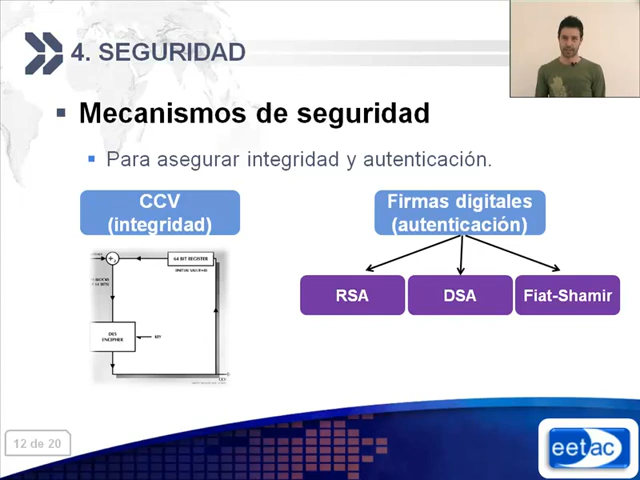 4. SEGURIDAD
Mecanismos de seguridad
Para asegurar integridad y autenticación.
CCV
(integridad)
Firmas digitales
(autenticación)
64 BIT REGISTER
DES
ENCIPHER
KEY
RSA
DSA
Fiat-Shamir
12 de 20
eetac